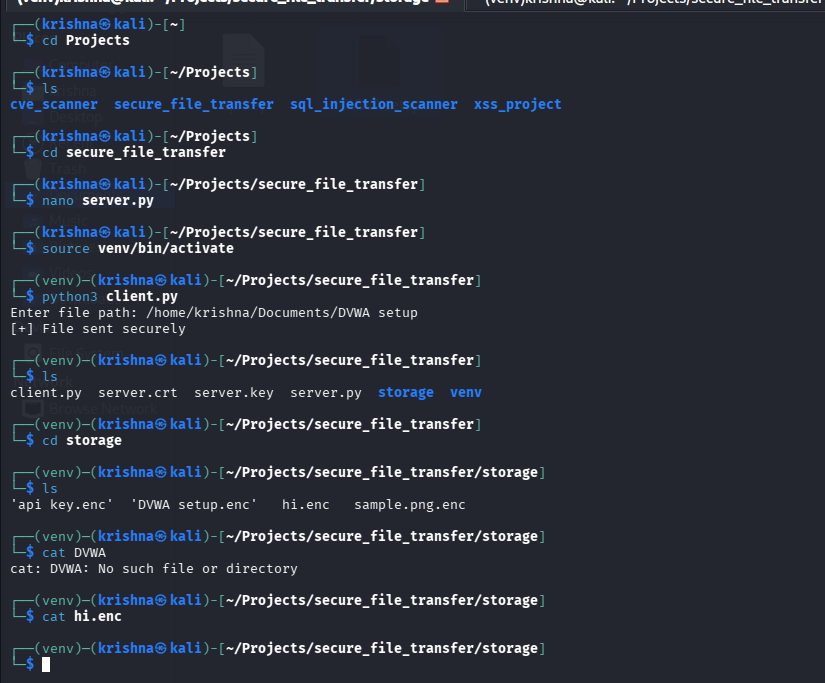 (venv)krishna@kali: ~/Projects/secure_file_transfer/storage (venv)krishna@kali: ~/Projects/secure_file_transfer
┌──(krishna㉿kali)-[~]
└─$ cd Projects
┌──(krishna㉿kali)-[~/Projects]
└─$ ls
cve_scanner secure_file_transfer sql_injection_scanner xss_project
┌──(krishna㉿kali)-[~/Projects]
└─$ cd secure_file_transfer
┌──(krishna㉿kali)-[~/Projects/secure_file_transfer]
└─$ nano server.py
┌──(krishna㉿kali)-[~/Projects/secure_file_transfer]
└─$ source venv/bin/activate
┌──(venv)─(krishna㉿kali)-[~/Projects/secure_file_transfer]
└─$ python3 client.py
Enter file path: /home/krishna/Documents/DVWA setup
[+] File sent securely
┌──(venv)─(krishna㉿kali)-[~/Projects/secure_file_transfer]
└─$ ls
client.py server.crt server.key server.py storage venv
┌──(venv)─(krishna㉿kali)-[~/Projects/secure_file_transfer]
└─$ cd storage
┌──(venv)─(krishna㉿kali)-[~/Projects/secure_file_transfer/storage]
└─$ ls
'api key.enc' 'DVWA setup.enc' hi.enc sample.png.enc
┌──(venv)─(krishna㉿kali)-[~/Projects/secure_file_transfer/storage]
└─$ cat DVWA
cat: DVWA: No such file or directory
┌──(venv)─(krishna㉿kali)-[~/Projects/secure_file_transfer/storage]
└─$ cat hi.enc
┌──(venv)─(krishna㉿kali)-[~/Projects/secure_file_transfer/storage]
└─$